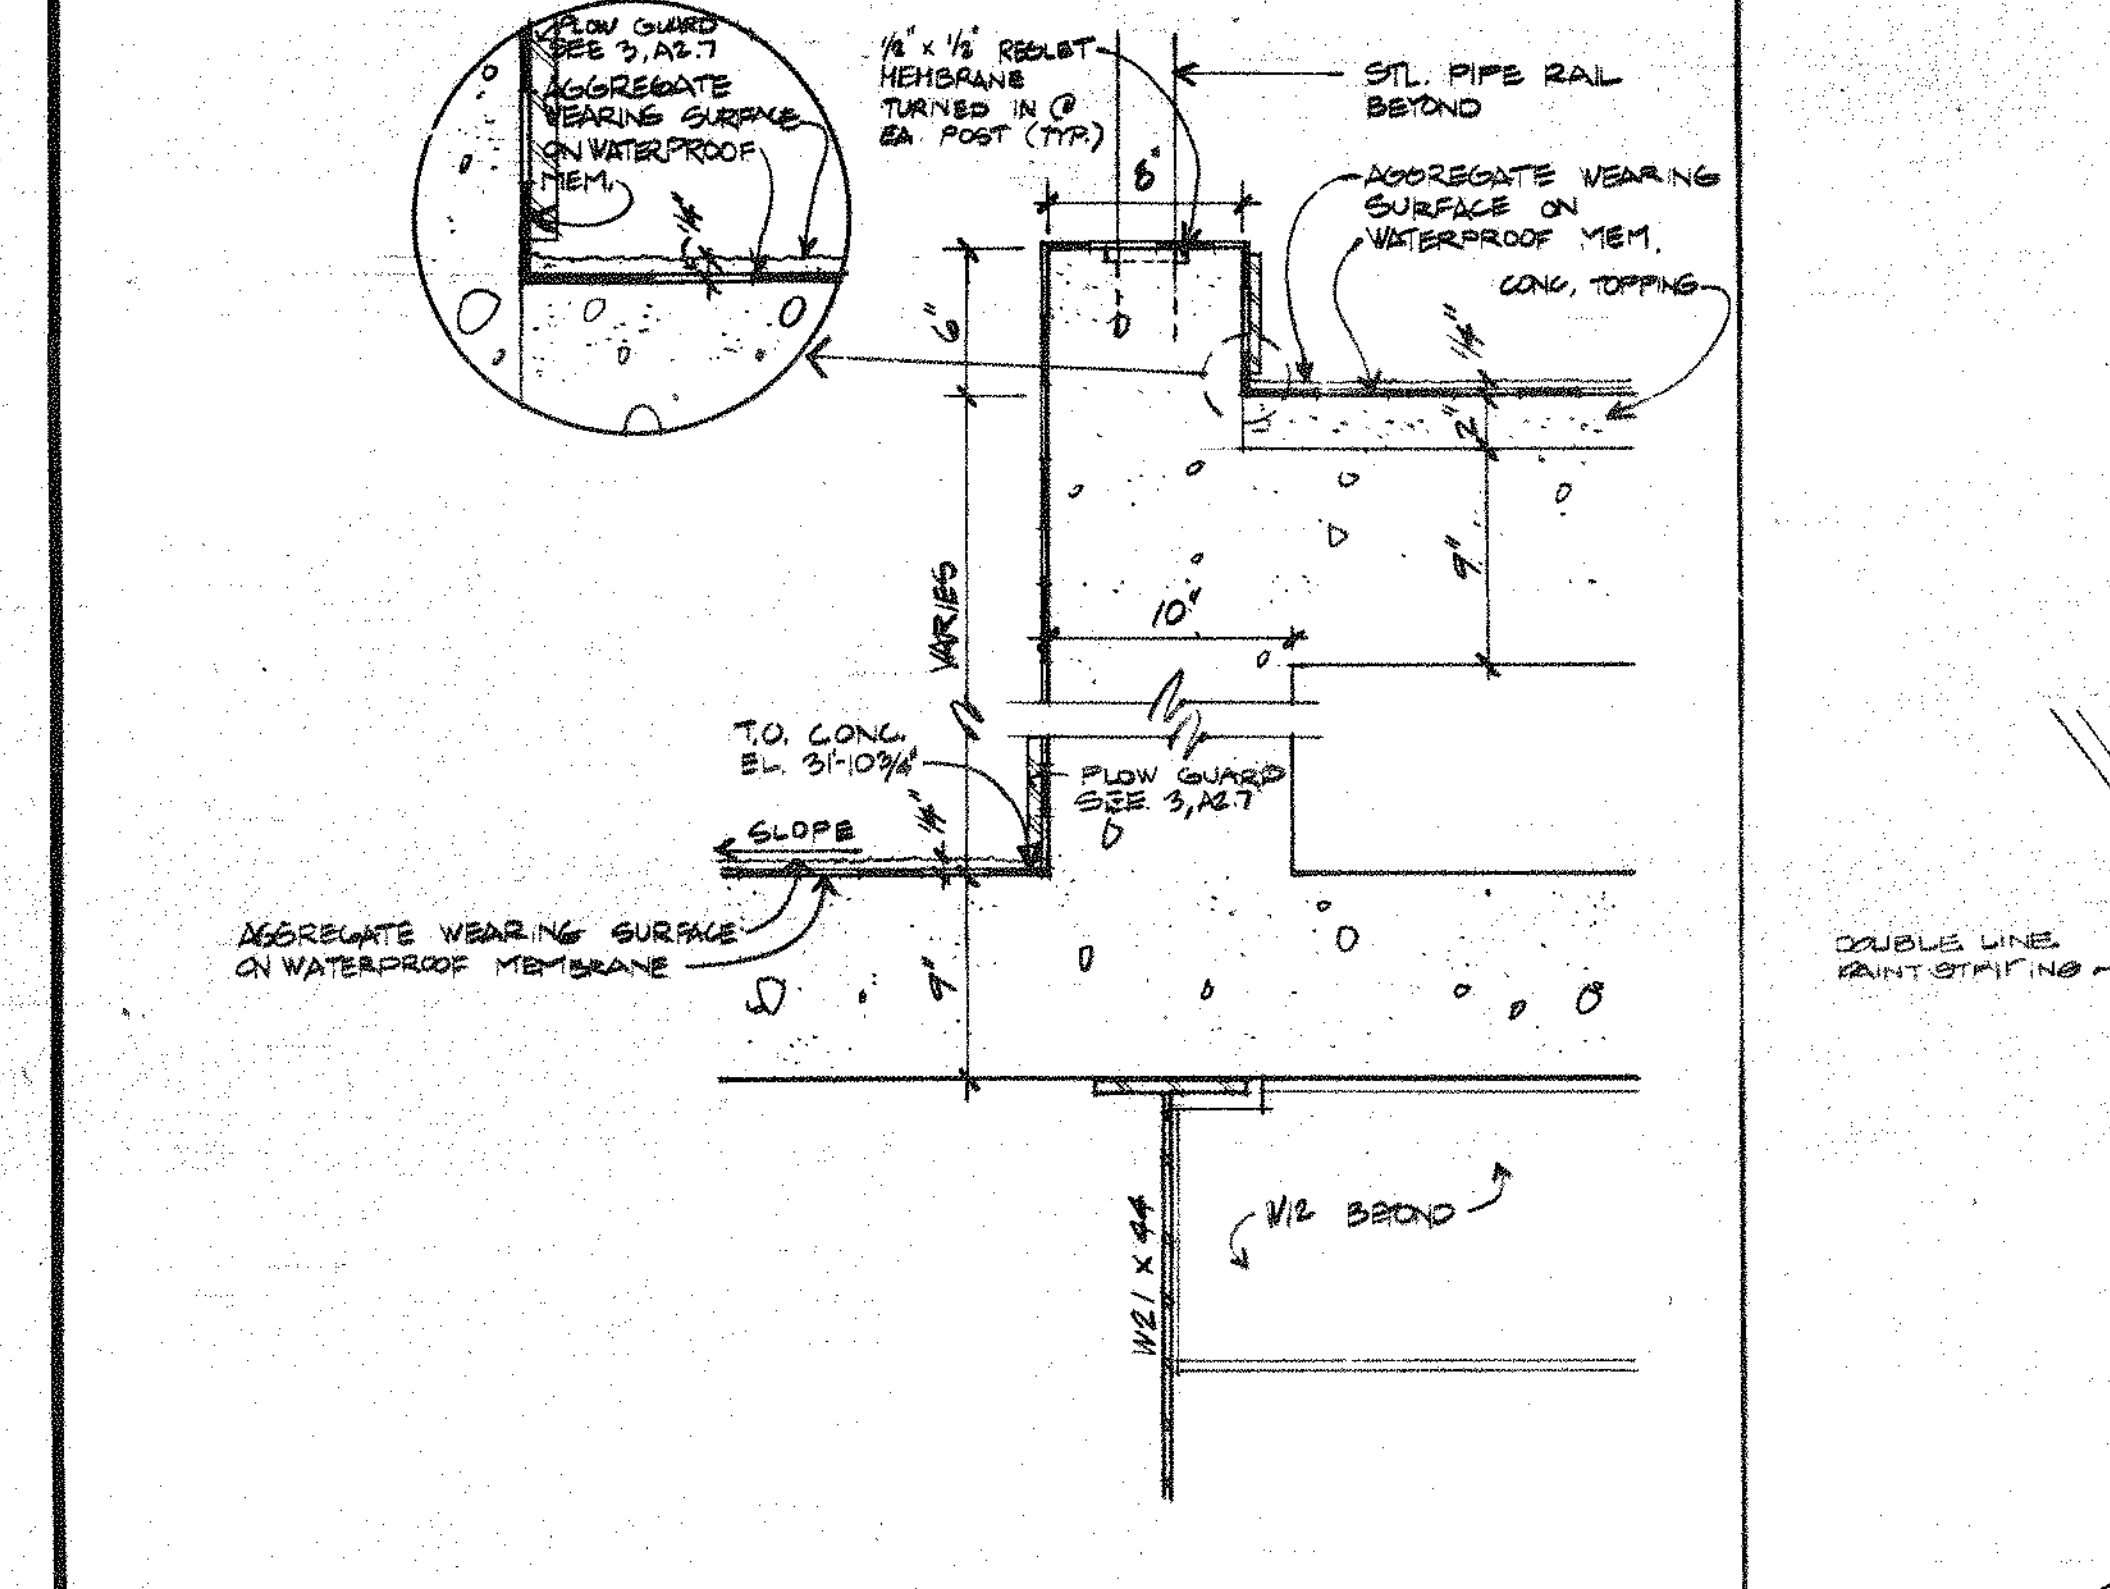 FLOW GUARD
SEE 3, A2.7
AGGREGATE
WEARING SURFACE
ON WATERPROOF
MEM.
1/4"
1/2" x 1/2" REGLET
MEMBRANE
TURNED IN @
EA. POST (TYP.)
STL. PIPE RAIL
BEYOND
8"
AGGREGATE WEARING
SURFACE ON
WATERPROOF MEM.
CONC. TOPPING
6"
1/4"
2"
9"
VARIES
10"
T.O. CONC.
EL. 31'-10 3/4"
FLOW GUARD
SEE 3, A2.7
SLOPE
1/4"
AGGREGATE WEARING SURFACE
ON WATERPROOF MEMBRANE
9"
DOUBLE LINE
PAINT STRIPING
W21 x 44
W12 BEYOND